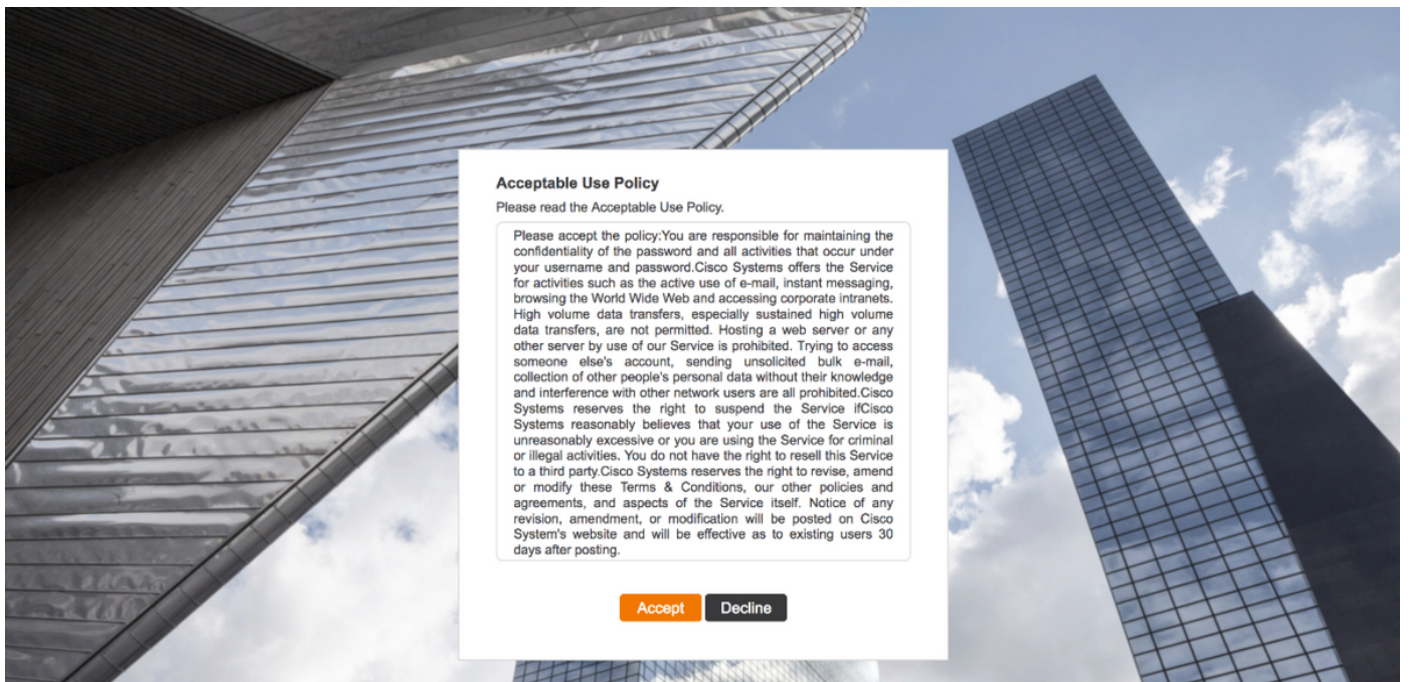 Acceptable Use Policy
Please read the Acceptable Use Policy.
Please accept the policy:You are responsible for maintaining the
confidentiality of the password and all activities that occur under
your username and password.Cisco Systems offers the Service
for activities such as the active use of e-mail, instant messaging,
browsing the World Wide Web and accessing corporate intranets.
High volume data transfers, especially sustained high volume
data transfers, are not permitted. Hosting a web server or any
other server by use of our Service is prohibited. Trying to access
someone else's account, sending unsolicited bulk e-mail,
collection of other people's personal data without their knowledge
and interference with other network users are all prohibited.Cisco
Systems reserves the right to suspend the Service ifCisco
Systems reasonably believes that your use of the Service is
unreasonably excessive or you are using the Service for criminal
or illegal activities. You do not have the right to resell this Service
to a third party.Cisco Systems reserves the right to revise, amend
or modify these Terms & Conditions, our other policies and
agreements, and aspects of the Service itself. Notice of any
revision, amendment, or modification will be posted on Cisco
System's website and will be effective as to existing users 30
days after posting.
Accept Decline